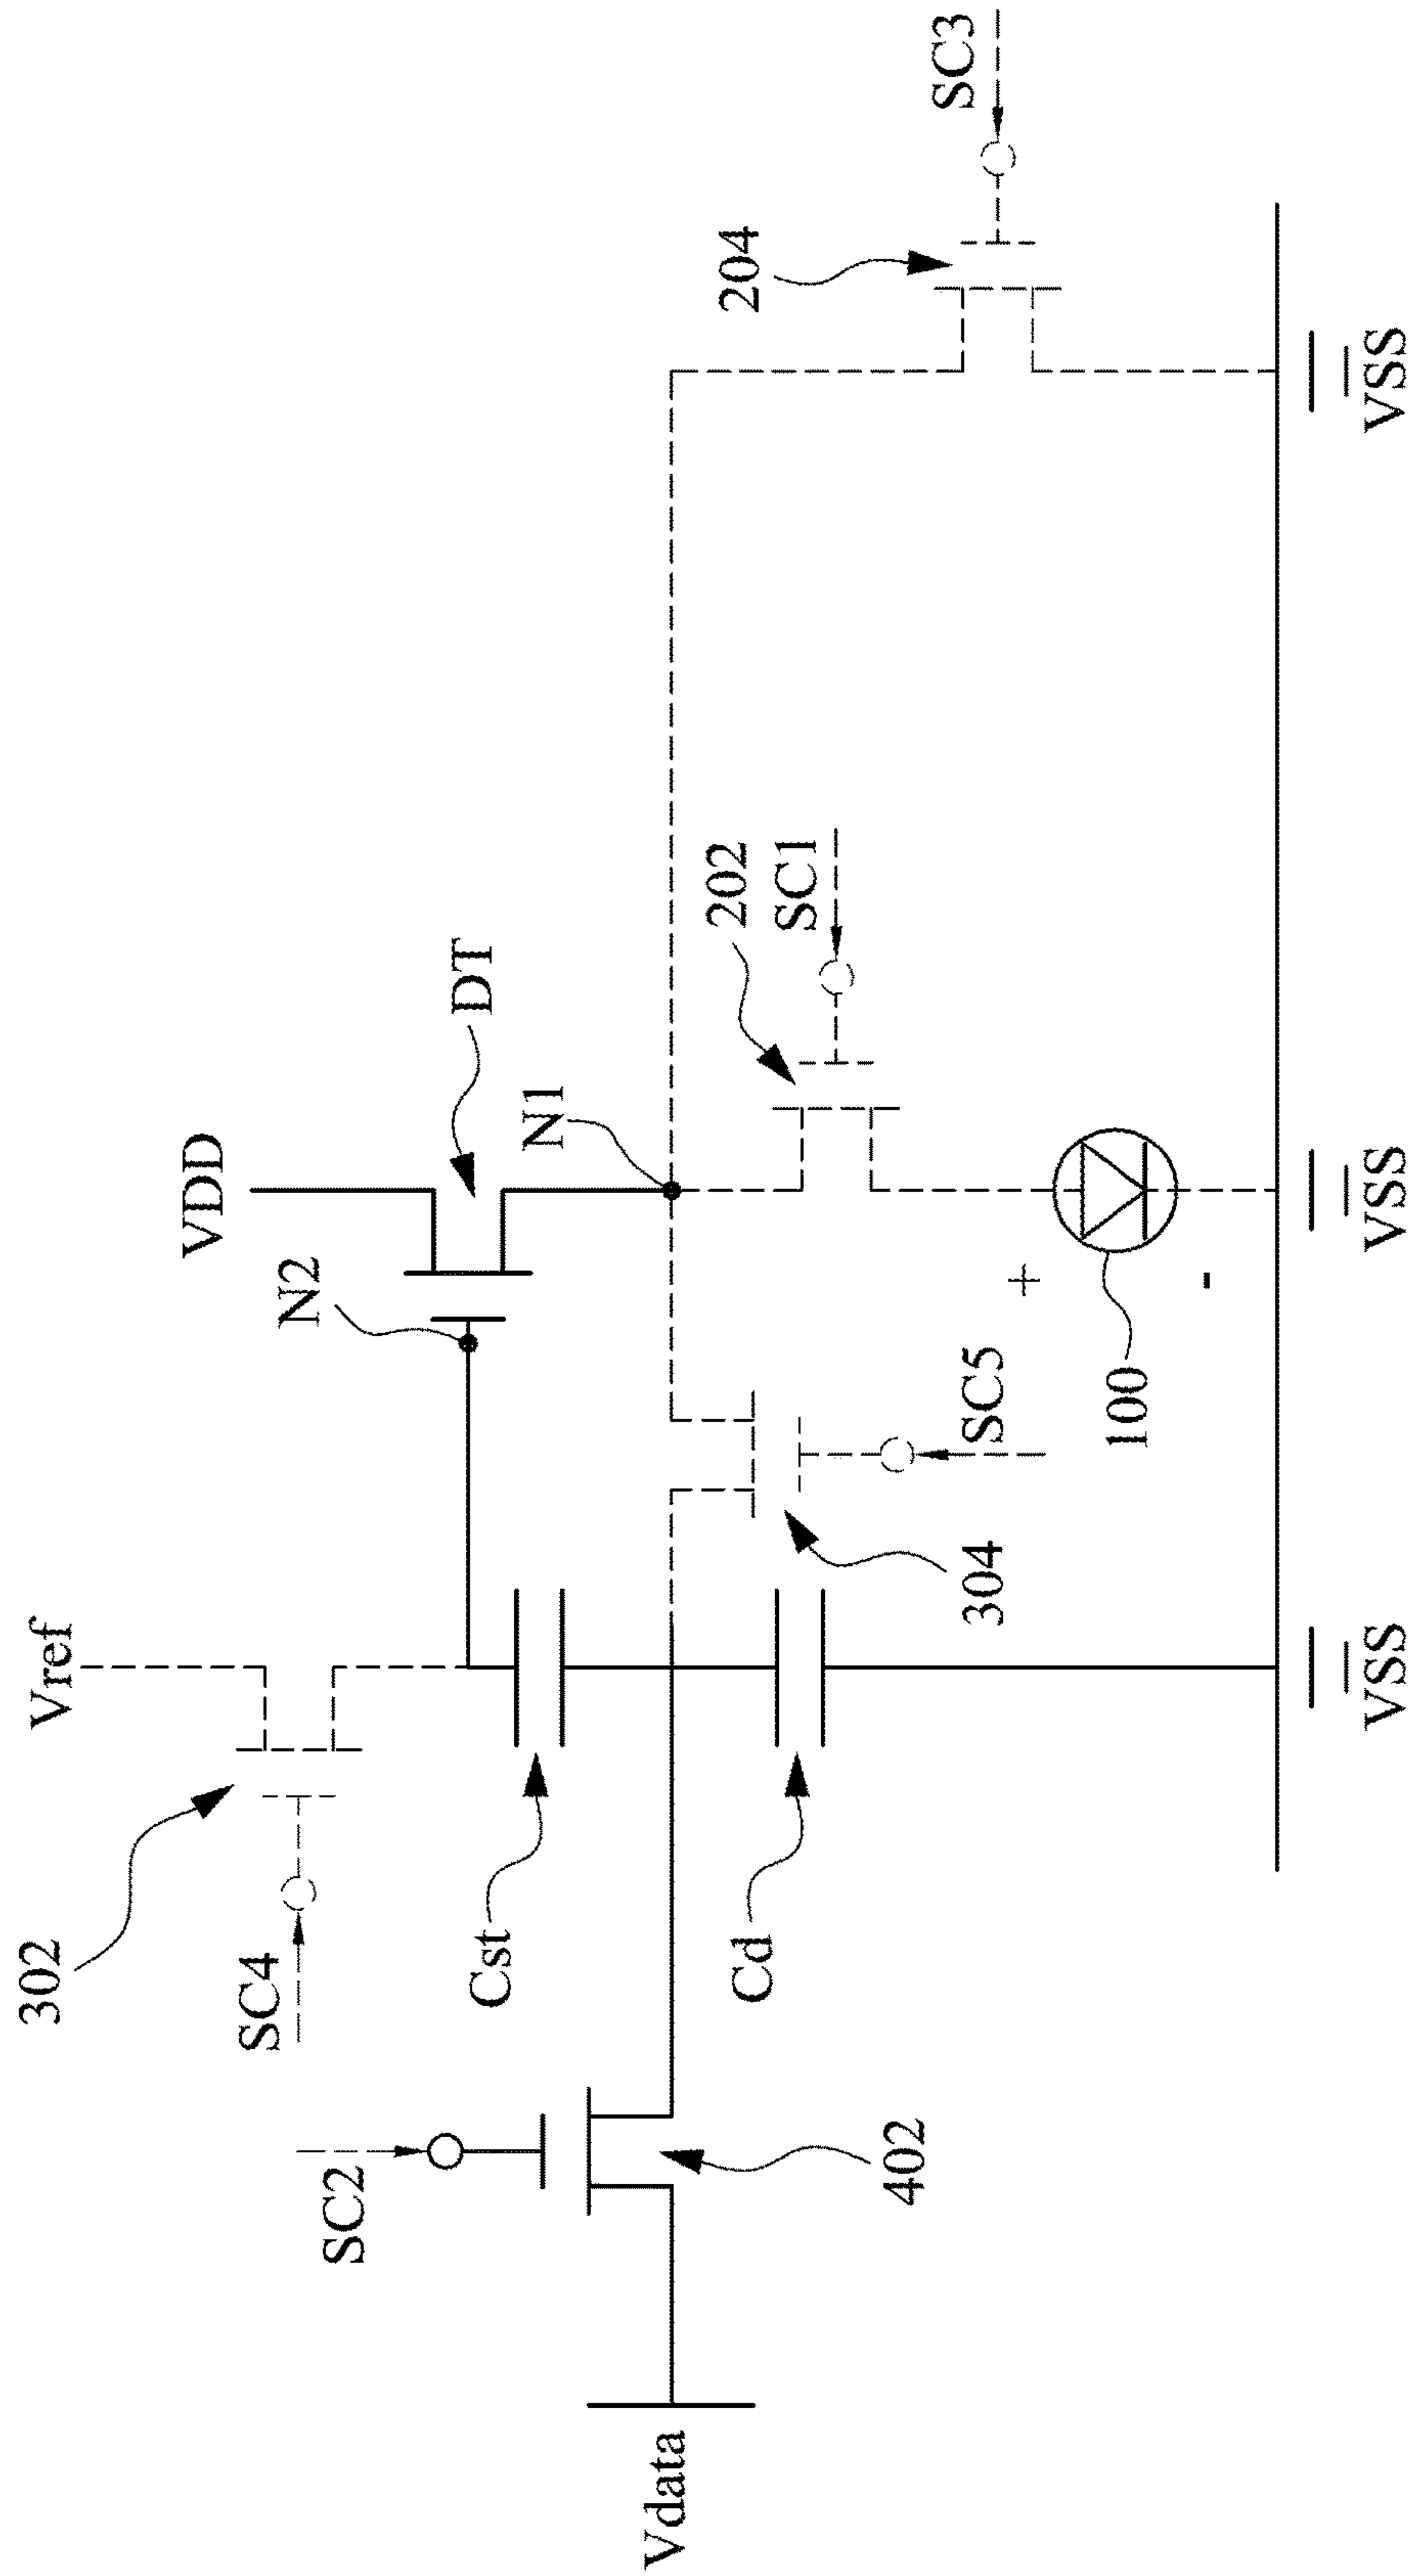 Vdata
SC2
402
302
SC4
Vref
Cst
Cd
VDD
N2
DT
N1
304
SC5
202
SC1
100
+
-
204
SC3
VSS
VSS
VSS